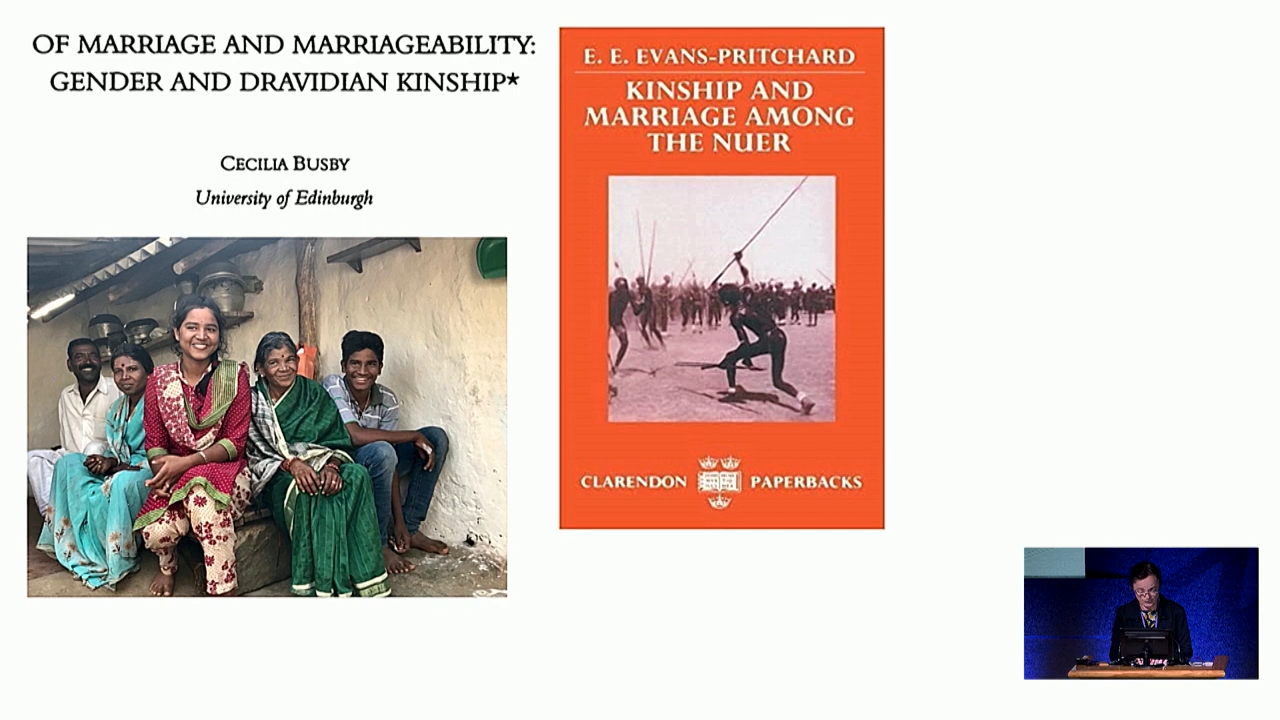 OF MARRIAGE AND MARRIAGEABILITY:
GENDER AND DRAVIDIAN KINSHIP*
CECILIA BUSBY
University of Edinburgh
E. E. EVANS-PRITCHARD
KINSHIP AND
MARRIAGE AMONG
THE NUER
CLARENDON PAPERBACKS